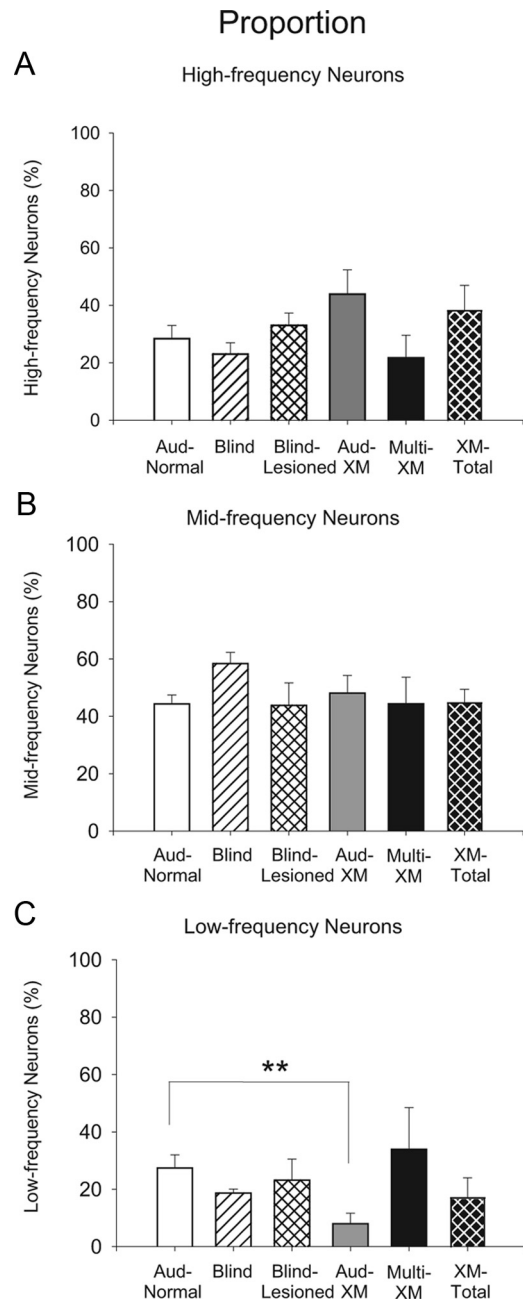 Proportion
A
High-frequency Neurons
High-frequency Neurons (%)
100
80
60
40
20
0
Aud-Normal
Blind
Blind-Lesioned
Aud-XM
Multi-XM
XM-Total
B
Mid-frequency Neurons
Mid-frequency Neurons (%)
100
80
60
40
20
0
Aud-Normal
Blind
Blind-Lesioned
Aud-XM
Multi-XM
XM-Total
C
Low-frequency Neurons
Low-frequency Neurons (%)
100
80
60
40
20
0
**
Aud-Normal
Blind
Blind-Lesioned
Aud-XM
Multi-XM
XM-Total